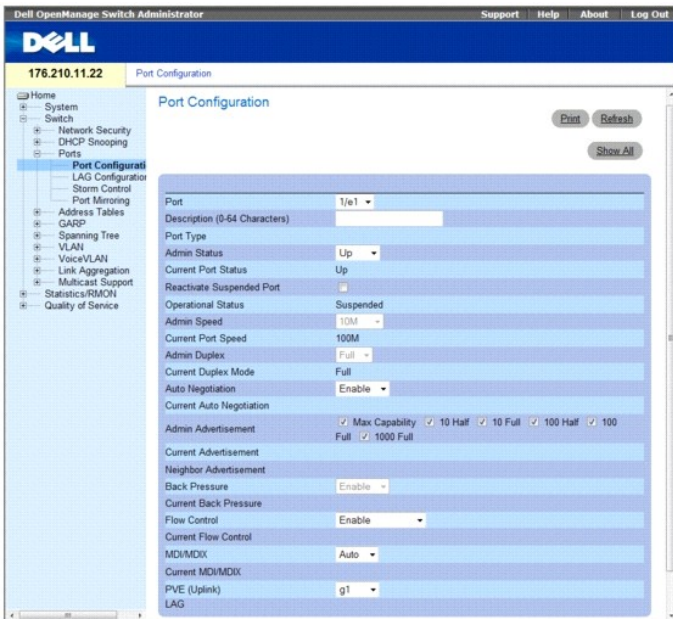 Dell OpenManage Switch Administrator
Support Help About Log Out
DELL
176.210.11.22
Port Configuration
Home
System
Switch
Network Security
DHCP Snooping
Ports
Port Configurati
LAG Configuration
Storm Control
Port Mirroring
Address Tables
GARP
Spanning Tree
VLAN
VoiceVLAN
Link Aggregation
Multicast Support
Statistics/RMON
Quality of Service
Port Configuration
Print Refresh
Show All
Port 1/e1
Description (0-64 Characters)
Port Type
Admin Status Up
Current Port Status Up
Reactivate Suspended Port
Operational Status Suspended
Admin Speed 10M
Current Port Speed 100M
Admin Duplex Full
Current Duplex Mode Full
Auto Negotiation Enable
Current Auto Negotiation
Admin Advertisement Max Capability 10 Half 10 Full 100 Half 100
Full 1000 Full
Current Advertisement
Neighbor Advertisement
Back Pressure Enable
Current Back Pressure
Flow Control Enable
Current Flow Control
MDI/MDIX Auto
Current MDI/MDIX
PVE (Uplink) g1
LAG